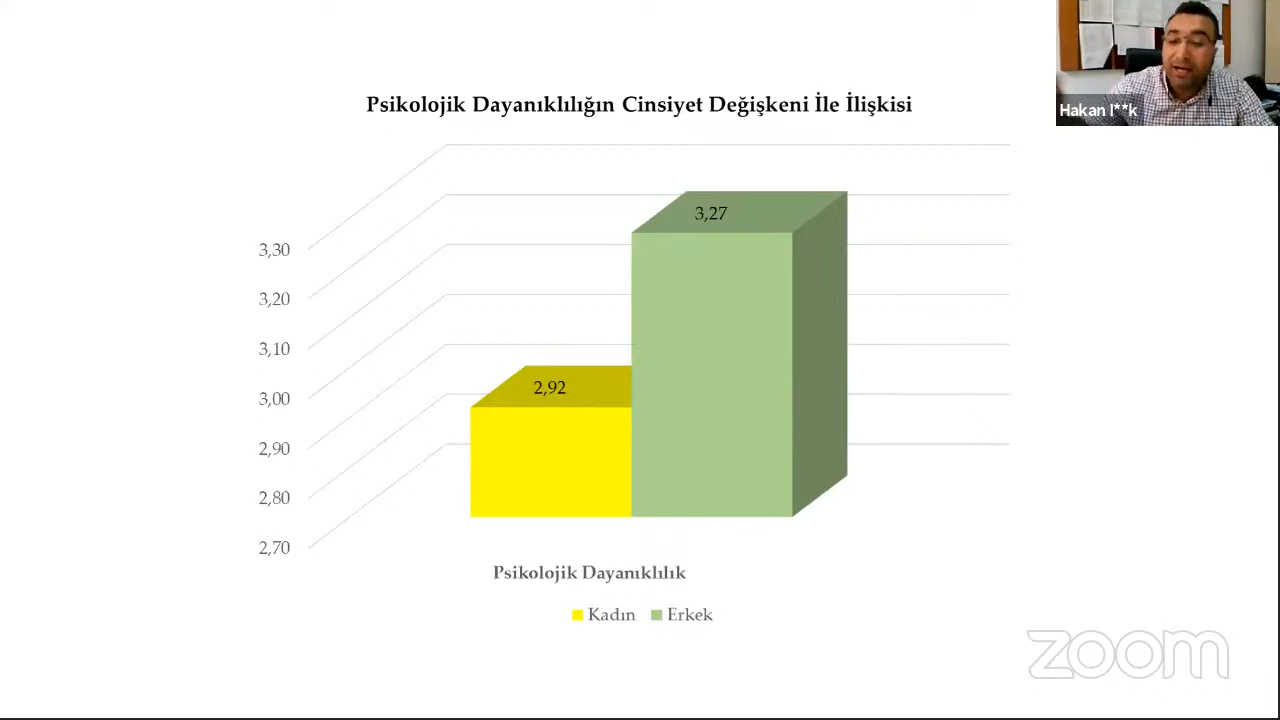 Psikolojik Dayanıklılığın Cinsiyet Değişkeni İle İlişkisi
Hakan I**k
3,30
3,20
3,10
3,00
2,90
2,80
2,70
3,27
2,92
Psikolojik Dayanıklılık
Kadın Erkek
zoom